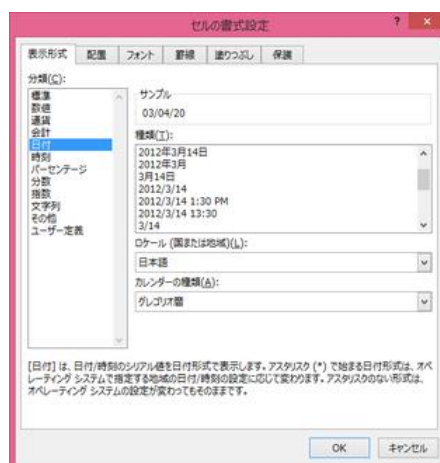 セルの書式設定
?
×
表示形式 配置 フォント 罫線 塗りつぶし 保護
分類(C):
標準
数値
通貨
会計
日付
時刻
パーセンテージ
分数
指数
文字列
その他
ユーザー定義
サンプル
03/04/20
種類(T):
2012年3月14日
2012年3月
3月14日
2012/3/14
2012/3/14 1:30 PM
2012/3/14 13:30
3/14
ロケール (国または地域)(L):
日本語
カレンダーの種類(A):
グレゴリオ暦
[日付] は、日付/時刻のシリアル値を日付形式で表示します。アスタリスク (*) で始まる日付形式は、オペ
レーティング システムで指定する地域の日付/時刻の設定に応じて変わります。アスタリスクのない形式は、
オペレーティング システムの設定が変わってもそのままです。
OK キャンセル